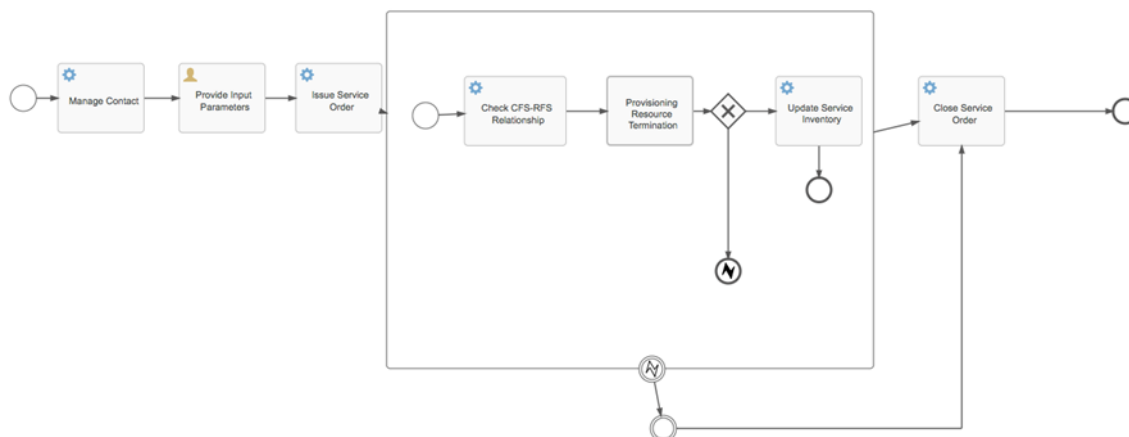 Manage Contact
Provide Input
Parameters
Issue Service
Order
Check CFS-RFS
Relationship
Provisioning
Resource
Termination
Update Service
Inventory
Close Service
Order